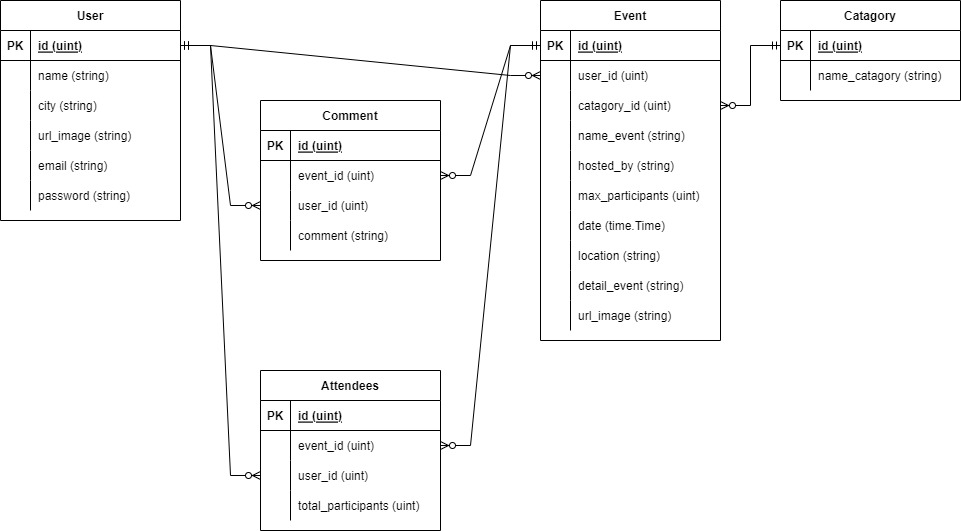 User
PK id (uint)
name (string)
city (string)
url_image (string)
email (string)
password (string)
Comment
PK id (uint)
event_id (uint)
user_id (uint)
comment (string)
Attendees
PK id (uint)
event_id (uint)
user_id (uint)
total_participants (uint)
Event
PK id (uint)
user_id (uint)
catagory_id (uint)
name_event (string)
hosted_by (string)
max_participants (uint)
date (time.Time)
location (string)
detail_event (string)
url_image (string)
Catagory
PK id (uint)
name_catagory (string)